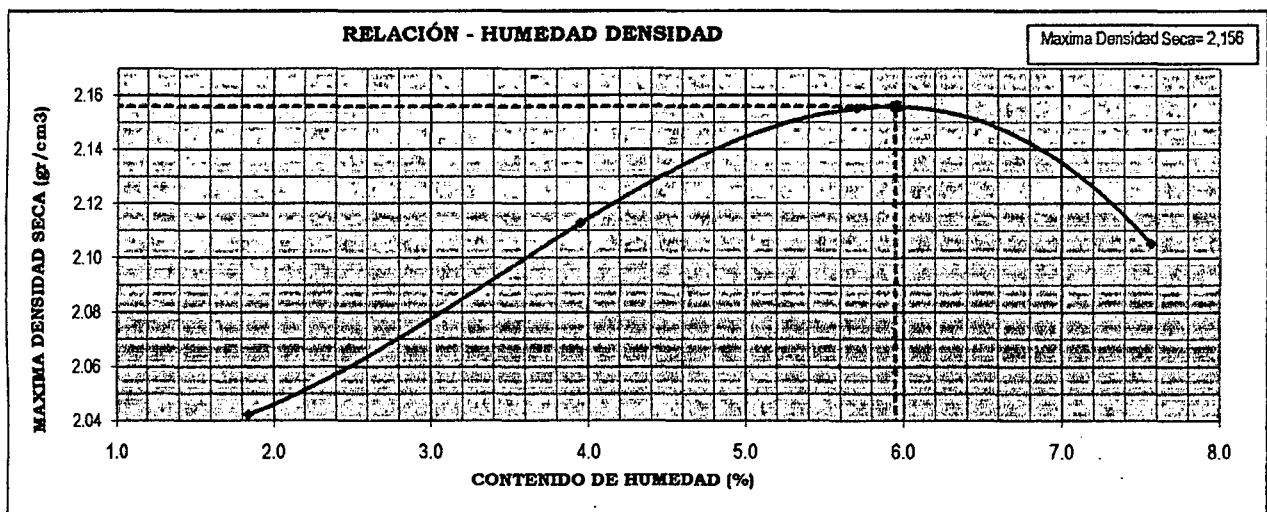 RELACIÓN - HUMEDAD DENSIDAD
Maxima Densidad Seca= 2,156
MAXIMA DENSIDAD SECA (gr/cm3)
2.16
2.14
2.12
2.10
2.08
2.06
2.04
1.0 2.0 3.0 4.0 5.0 6.0 7.0 8.0
CONTENIDO DE HUMEDAD (%)